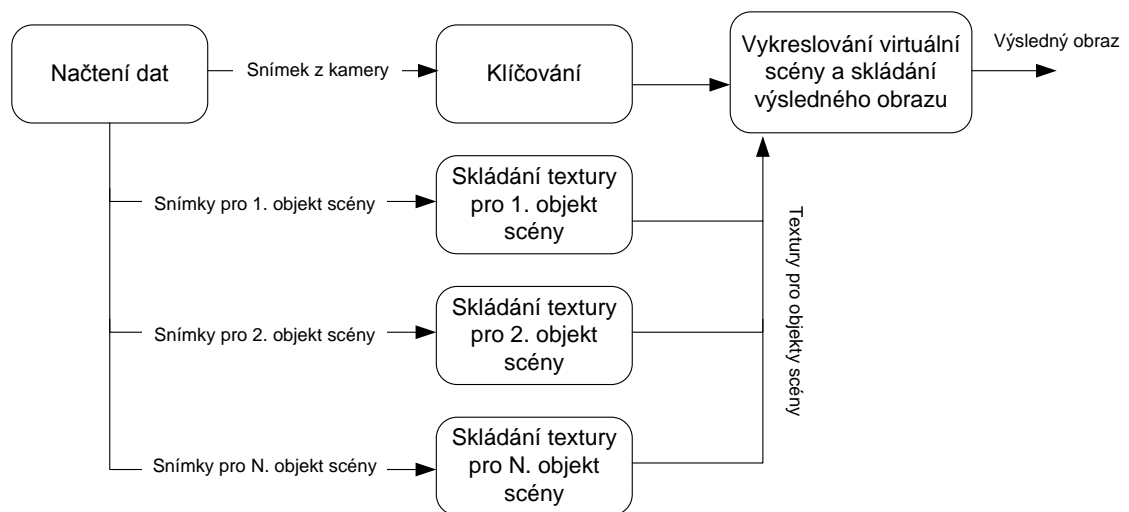 Načtení dat
Snímek z kamery
Klíčování
Vykreslování virtuální
scény a skládání
výsledného obrazu
Výsledný obraz
Snímky pro 1. objekt scény
Skládání textury
pro 1. objekt
scény
Snímky pro 2. objekt scény
Skládání textury
pro 2. objekt
scény
Snímky pro N. objekt scény
Skládání textury
pro N. objekt
scény
Textury pro objekty scény